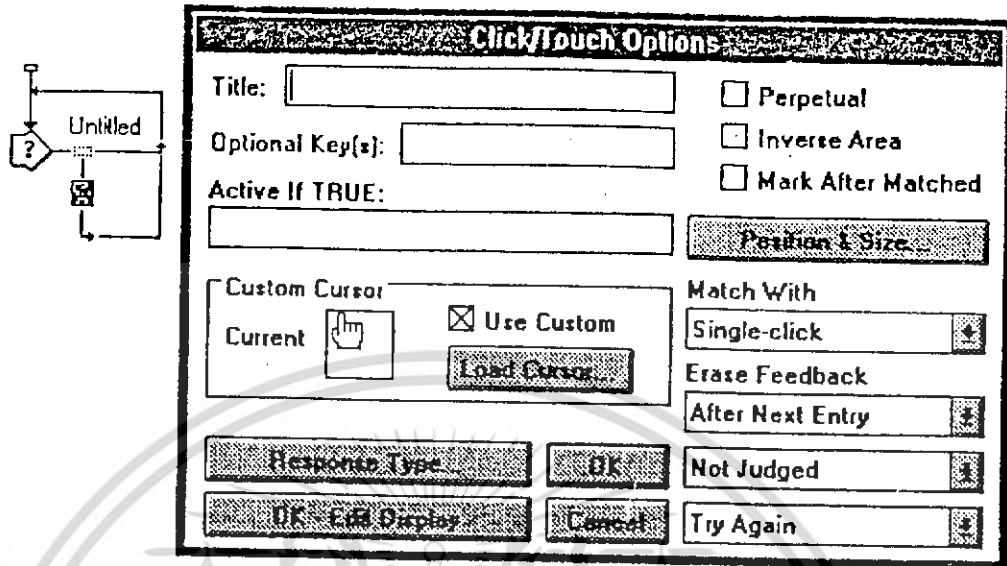 Click/Touch Options
?
Untitled
Title:
Perpetual
Optional Key(s):
Inverse Area
Active If TRUE:
Mark After Matched
Position & Size...
Custom Cursor
Current
Use Custom
Load Cursor...
Match With
Single-click
Erase Feedback
After Next Entry
Response Type...
OK
Not Judged
OK - Edit Display...
Cancel
Try Again